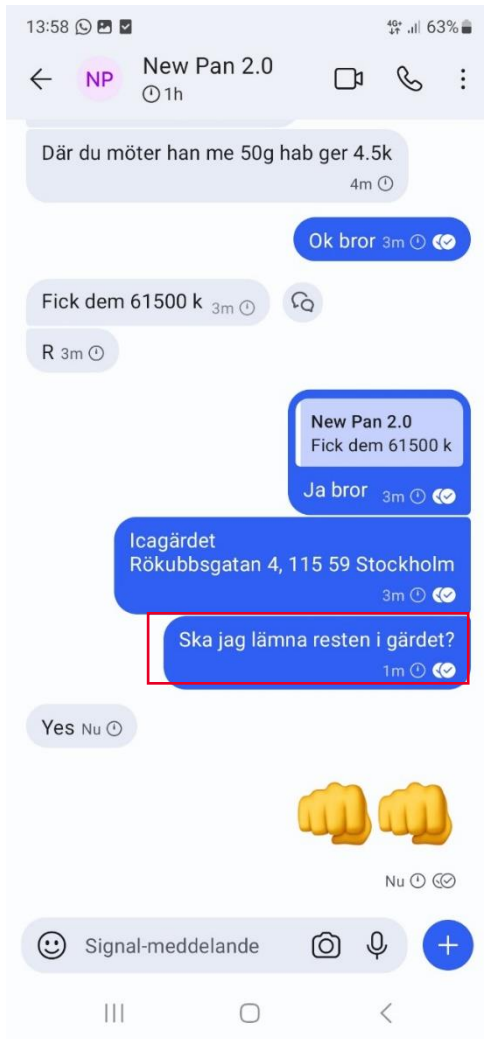 13:58 4G+ 63%
NP New Pan 2.0
1h
Där du möter han me 50g hab ger 4.5k
4m
Ok bror 3m
Fick dem 61500 k 3m
R 3m
New Pan 2.0
Fick dem 61500 k
Ja bror 3m
Icagärdet
Rökubbsgatan 4, 115 59 Stockholm
3m
Ska jag lämna resten i gärdet?
1m
Yes Nu
Nu
Signal-meddelande